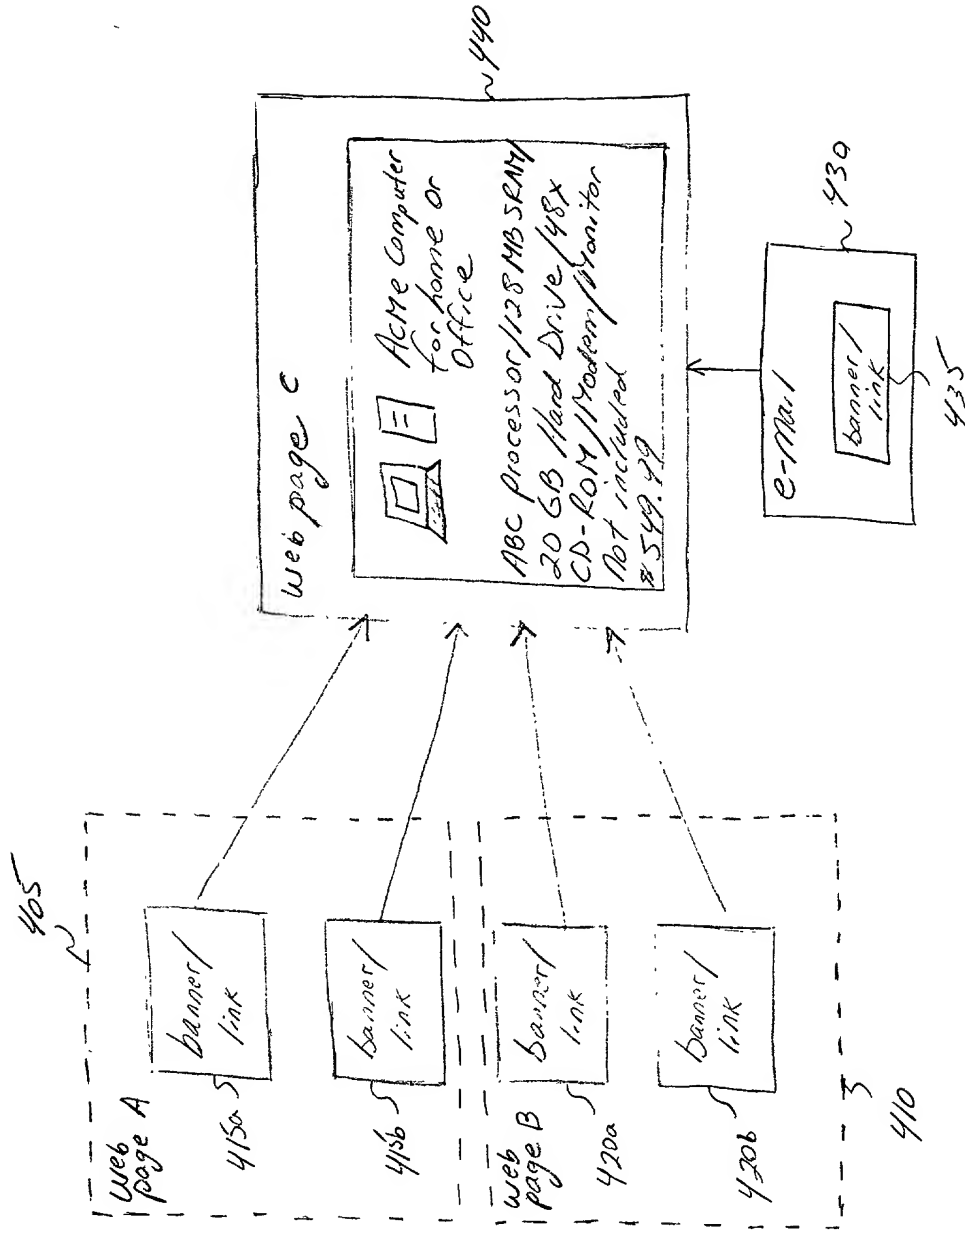 405
Web
page A
415a
banner/
link
415b
banner/
link
Web
page B
420a
banner/
link
420b
banner/
link
410
Web page C
440
ACME Computer
for home or
Office
ABC Processor/128 MB SRAM/
20 GB Hard Drive/48x
CD-ROM/Modem/Monitor
Not included
$549.99
e-Mail
430
banner/
link
435